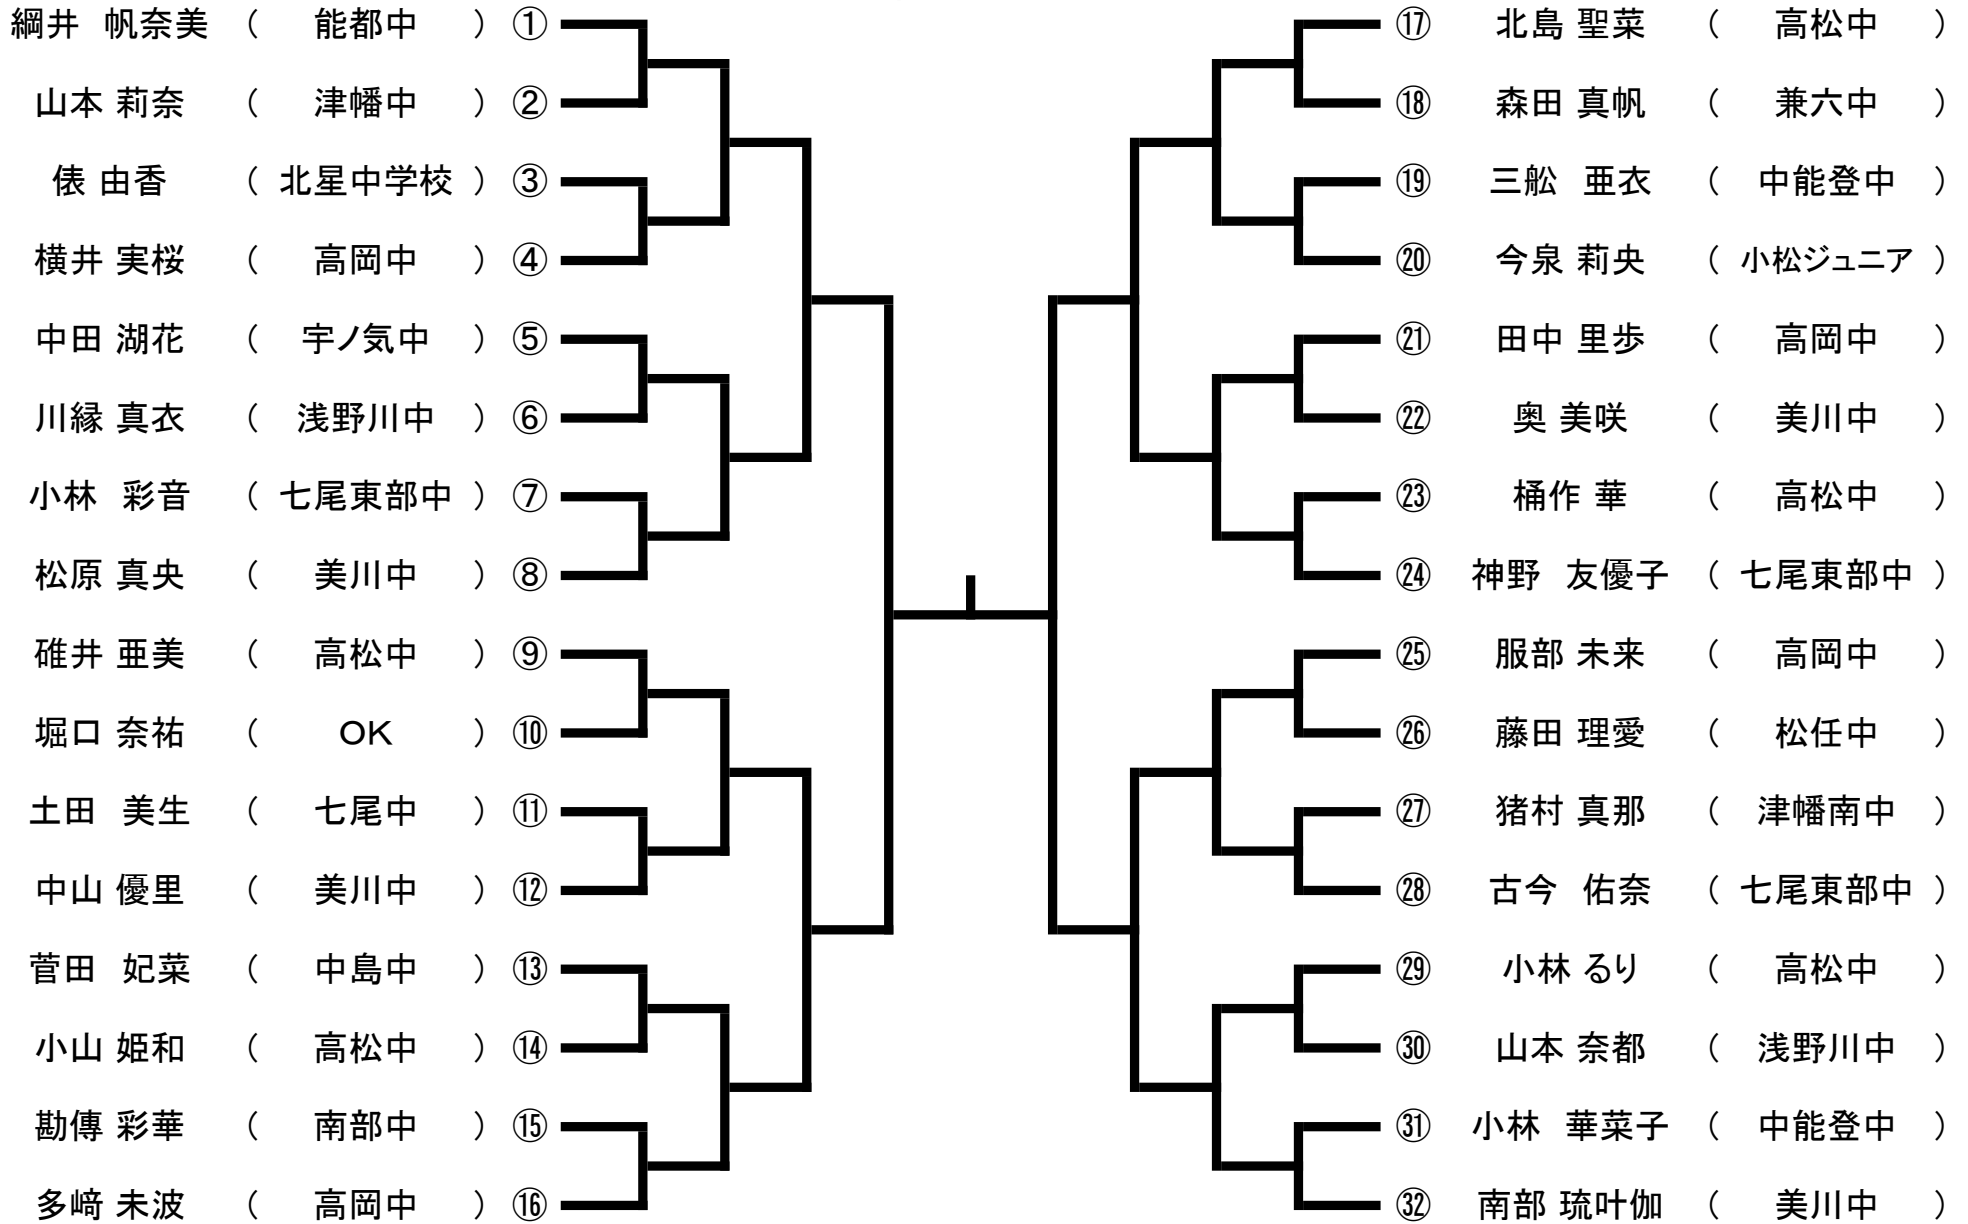 綱井 帆奈美 ( 能都中 ) ① ⑰ 北島 聖菜 ( 高松中 )
山本 莉奈 ( 津幡中 ) ② ⑱ 森田 真帆 ( 兼六中 )
俵 由香 ( 北星中学校 ) ③ ⑲ 三舩 亜衣 ( 中能登中 )
横井 実桜 ( 高岡中 ) ④ ⑳ 今泉 莉央 ( 小松ジュニア )
中田 湖花 ( 宇ノ気中 ) ⑤ ㉑ 田中 里歩 ( 高岡中 )
川縁 真衣 ( 浅野川中 ) ⑥ ㉒ 奥 美咲 ( 美川中 )
小林 彩音 ( 七尾東部中 ) ⑦ ㉓ 桶作 華 ( 高松中 )
松原 真央 ( 美川中 ) ⑧ ㉔ 神野 友優子 ( 七尾東部中 )
碓井 亜美 ( 高松中 ) ⑨ ㉕ 服部 未来 ( 高岡中 )
堀口 奈祐 ( OK ) ⑩ ㉖ 藤田 理愛 ( 松任中 )
土田 美生 ( 七尾中 ) ⑪ ㉗ 猪村 真那 ( 津幡南中 )
中山 優里 ( 美川中 ) ⑫ ㉘ 古今 佑奈 ( 七尾東部中 )
菅田 妃菜 ( 中島中 ) ⑬ ㉙ 小林 るり ( 高松中 )
小山 姫和 ( 高松中 ) ⑭ ㉚ 山本 奈都 ( 浅野川中 )
勘傳 彩華 ( 南部中 ) ⑮ ㉛ 小林 華菜子 ( 中能登中 )
多﨑 未波 ( 高岡中 ) ⑯ ㉜ 南部 琉叶伽 ( 美川中 )